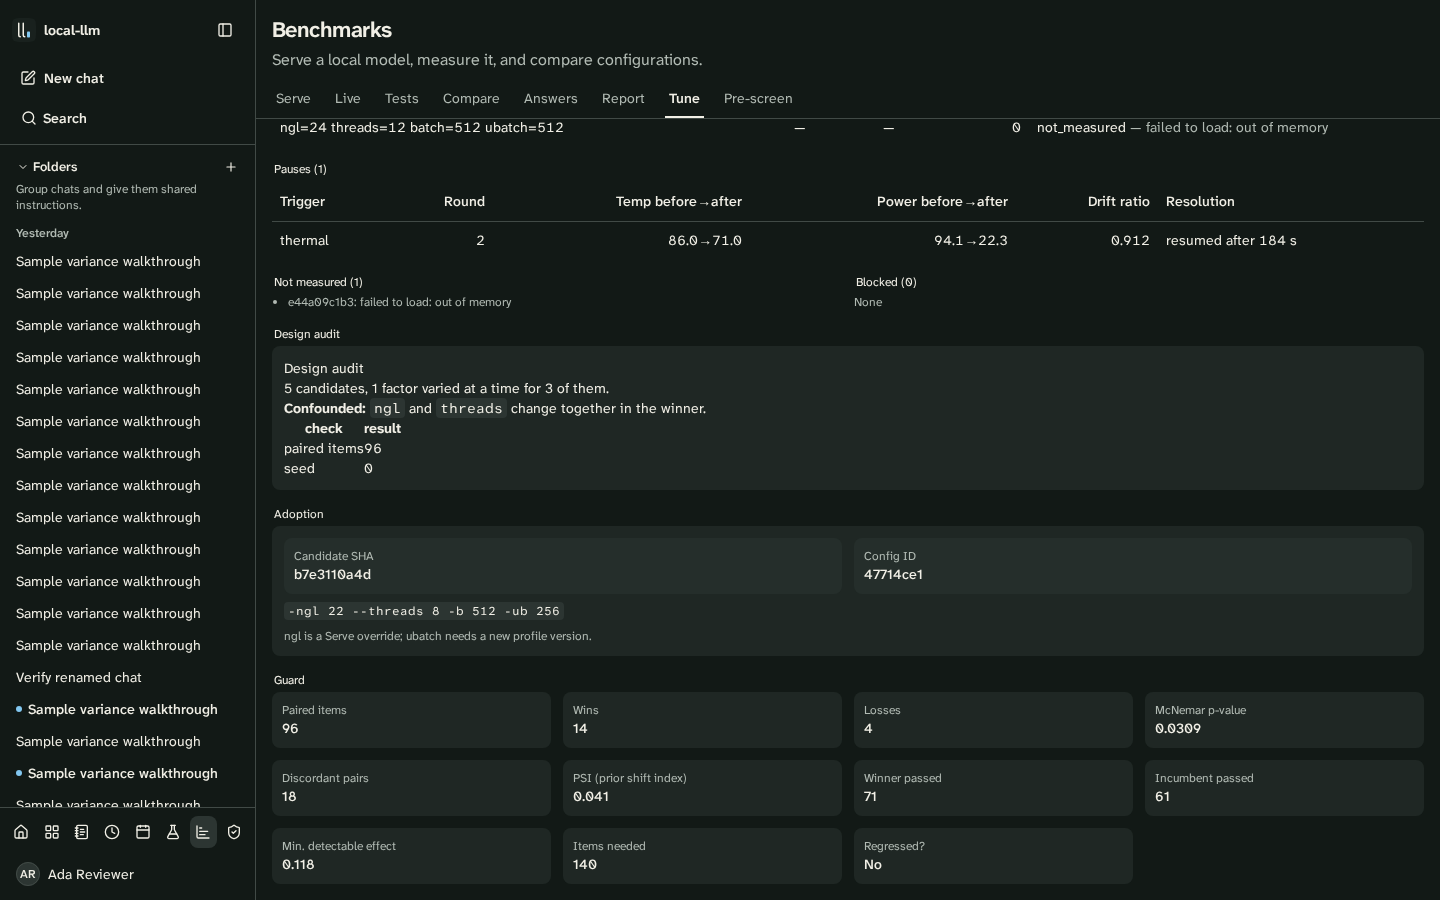 local-llm
New chat
Search
Folders
Group chats and give them shared
instructions.
Yesterday
Sample variance walkthrough
Sample variance walkthrough
Sample variance walkthrough
Sample variance walkthrough
Sample variance walkthrough
Sample variance walkthrough
Sample variance walkthrough
Sample variance walkthrough
Sample variance walkthrough
Sample variance walkthrough
Sample variance walkthrough
Sample variance walkthrough
Sample variance walkthrough
Verify renamed chat
Sample variance walkthrough
Sample variance walkthrough
Sample variance walkthrough
Sample variance walkthrough
AR Ada Reviewer
Benchmarks
Serve a local model, measure it, and compare configurations.
Serve Live Tests Compare Answers Report Tune Pre-screen
ngl=24 threads=12 batch=512 ubatch=512 — — 0 not_measured — failed to load: out of memory
Pauses (1)
Trigger Round Temp before→after Power before→after Drift ratio Resolution
thermal 2 86.0→71.0 94.1→22.3 0.912 resumed after 184 s
Not measured (1) Blocked (0)
• e44a09c1b3: failed to load: out of memory None
Design audit
Design audit
5 candidates, 1 factor varied at a time for 3 of them.
Confounded: ngl and threads change together in the winner.
check result
paired items 96
seed 0
Adoption
Candidate SHA Config ID
b7e3110a4d 47714ce1
-ngl 22 --threads 8 -b 512 -ub 256
ngl is a Serve override; ubatch needs a new profile version.
Guard
Paired items Wins Losses McNemar p-value
96 14 4 0.0309
Discordant pairs PSI (prior shift index) Winner passed Incumbent passed
18 0.041 71 61
Min. detectable effect Items needed Regressed?
0.118 140 No